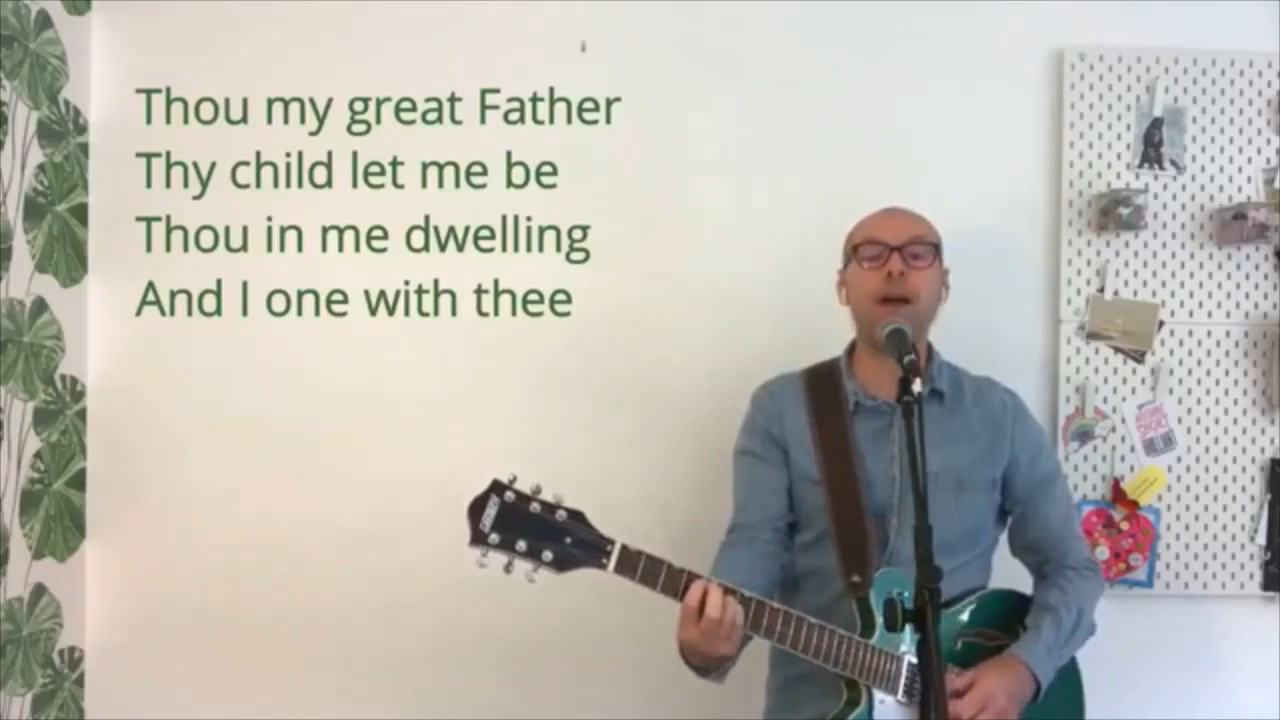 Thou my great Father
Thy child let me be
Thou in me dwelling
And I one with thee